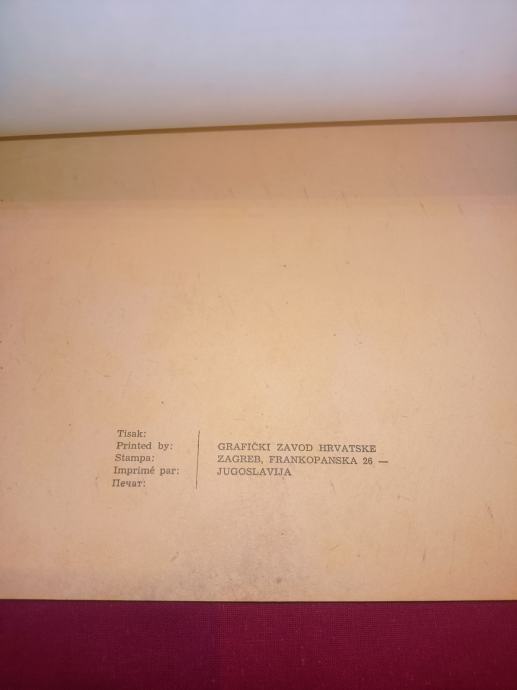 Tisak:
Printed by:
Stampa:
Imprimé par:
Печат:
GRAFIČKI ZAVOD HRVATSKE
ZAGREB, FRANKOPANSKA 26 —
JUGOSLAVIJA